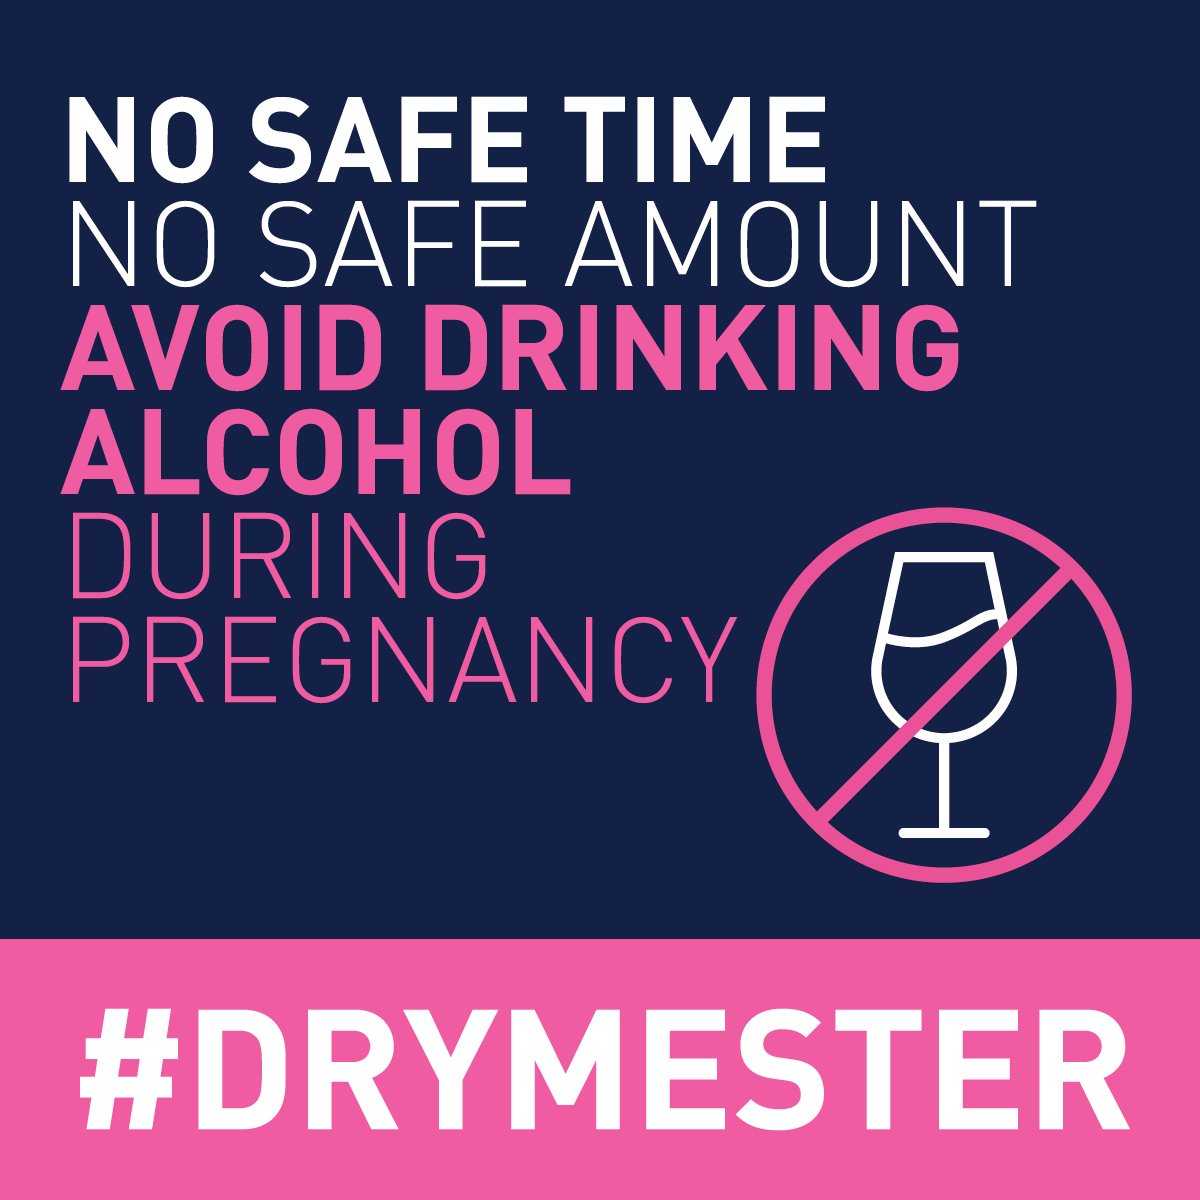 NO SAFE TIME
NO SAFE AMOUNT
AVOID DRINKING
ALCOHOL
DURING
PREGNANCY
#DRYMESTER